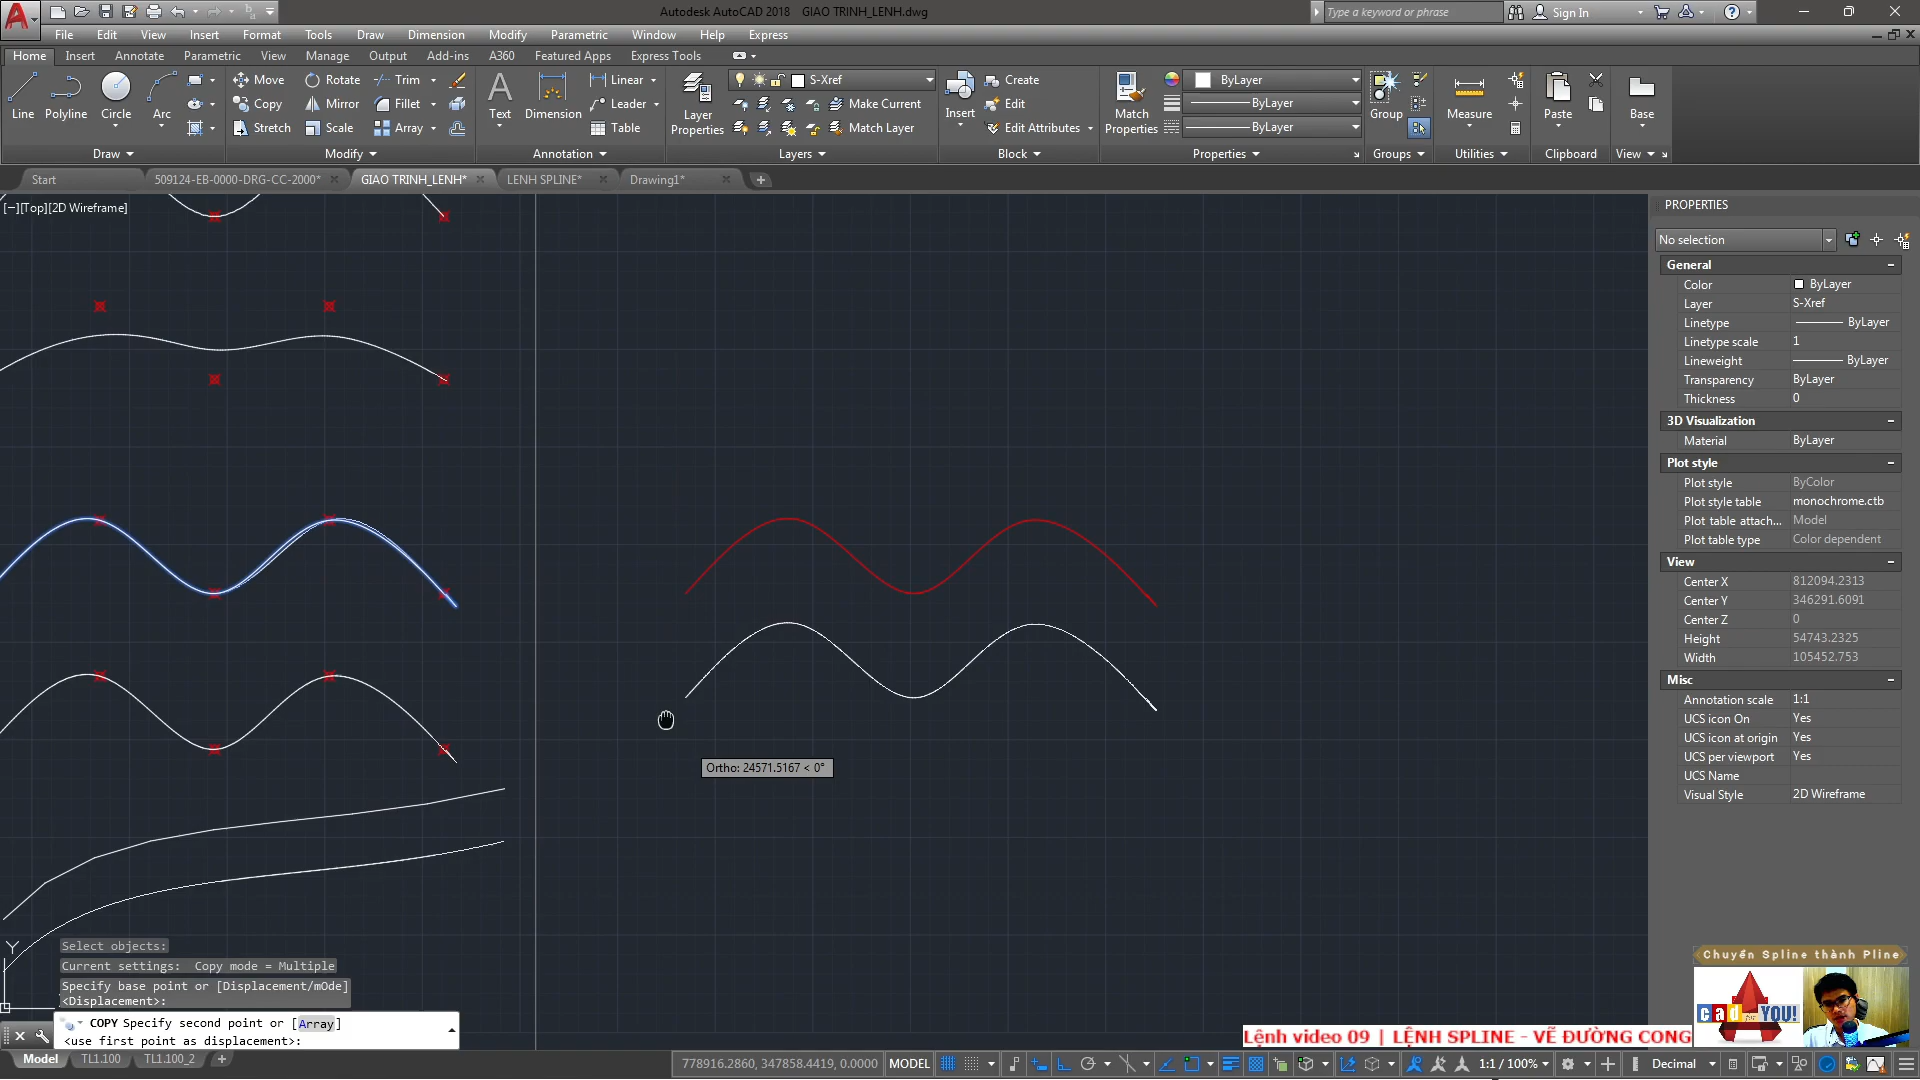 Autodesk AutoCAD 2018 GIAO TRINH_LENH.dwg
Type a keyword or phrase
Sign In
File Edit View Insert Format Tools Draw Dimension Modify Parametric Window Help Express
Home Insert Annotate Parametric View Manage Output Add-ins A360 Featured Apps Express Tools
Line Polyline Circle Arc
Move Rotate Trim
Copy Mirror Fillet
Stretch Scale Array
Text Dimension
Linear
Leader
Table
Layer Properties
S-Xref
Make Current
Match Layer
Insert
Create
Edit
Edit Attributes
Match Properties
ByLayer
ByLayer
ByLayer
Group
Measure
Paste
Base
Draw Modify Annotation Layers Block Properties Groups Utilities Clipboard View
Start 509124-EB-0000-DRG-CC-2000* GIAO TRINH_LENH* LENH SPLINE* Drawing1*
[−][Top][2D Wireframe]
Ortho: 24571.5167 < 0°
Y
PROPERTIES
No selection
General
Color ByLayer
Layer S-Xref
Linetype ByLayer
Linetype scale 1
Lineweight ByLayer
Transparency ByLayer
Thickness 0
3D Visualization
Material ByLayer
Plot style
Plot style ByColor
Plot style table monochrome.ctb
Plot table attach... Model
Plot table type Color dependent
View
Center X 812094.2313
Center Y 346291.6091
Center Z 0
Height 54743.2325
Width 105452.753
Misc
Annotation scale 1:1
UCS icon On Yes
UCS icon at origin Yes
UCS per viewport Yes
UCS Name
Visual Style 2D Wireframe
Select objects:
Current settings: Copy mode = Multiple
Specify base point or [Displacement/mOde]
<Displacement>:
COPY Specify second point or [Array]
<use first point as displacement>:
Chuyển Spline thành Pline
cad for YOU!
Lệnh video 09 | LỆNH SPLINE - VẼ ĐƯỜNG CONG
Model TL1.100 TL1.100_2
778916.2860, 347858.4419, 0.0000 MODEL
1:1 / 100%
Decimal